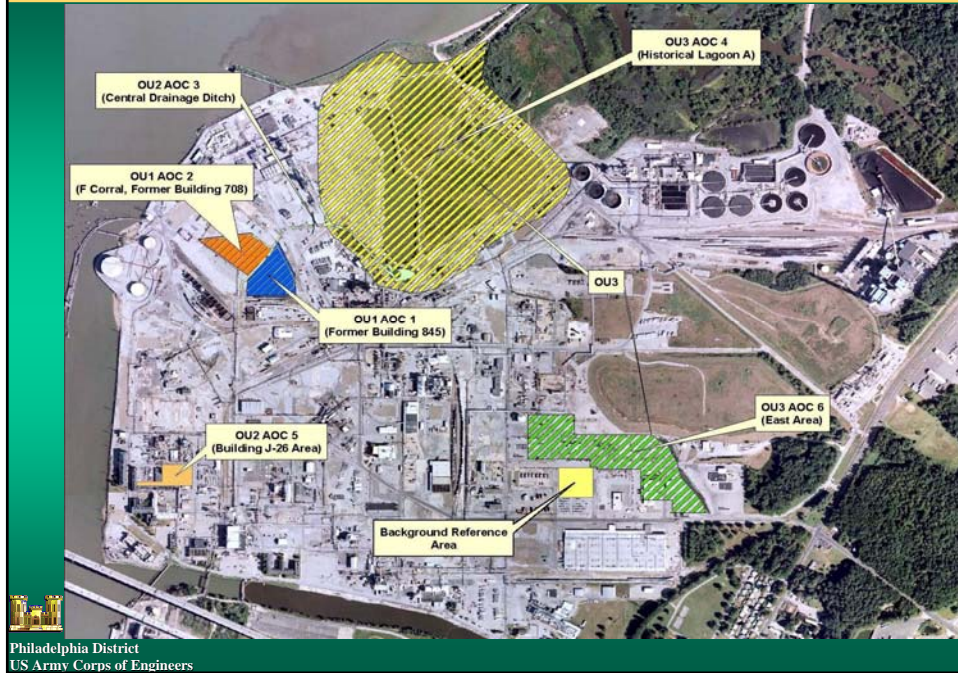 OU3 AOC 4
(Historical Lagoon A)
OU2 AOC 3
(Central Drainage Ditch)
OU1 AOC 2
(F Corral, Former Building 708)
OU3
OU1 AOC 1
(Former Building 845)
OU3 AOC 6
(East Area)
OU2 AOC 5
(Building J-26 Area)
Background Reference
Area
Philadelphia District
US Army Corps of Engineers